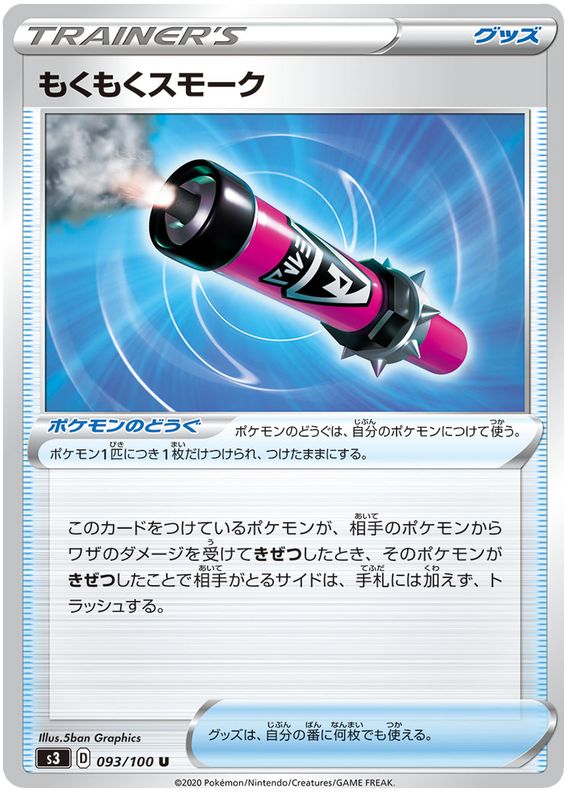 TRAINER'S
グッズ
もくもくスモーク
ポケモンのどうぐ
ポケモンのどうぐは、自分のポケモンにつけて使う。
ポケモン1匹につき1枚だけつけられ、つけたままにする。
このカードをつけているポケモンが、相手のポケモンから
ワザのダメージを受けてきぜつしたとき、そのポケモンが
きぜつしたことで相手がとるサイドは、手札には加えず、ト
ラッシュする。
グッズは、自分の番に何枚でも使える。
Illus.5ban Graphics
s3 D 093/100 U
©2020 Pokémon/Nintendo/Creatures/GAME FREAK.